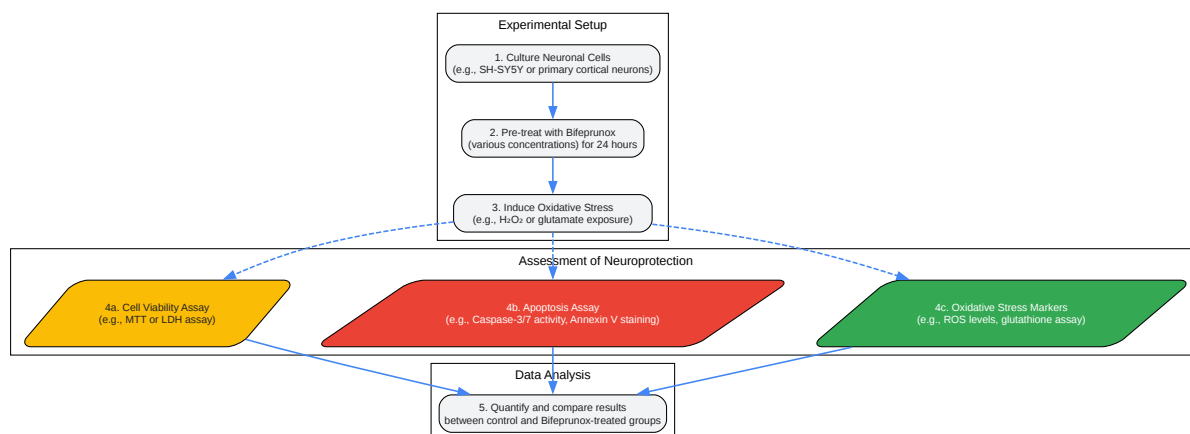 Experimental Setup
1. Culture Neuronal Cells
(e.g., SH-SY5Y or primary cortical neurons)
2. Pre-treat with Bifeprunox
(various concentrations) for 24 hours
3. Induce Oxidative Stress
(e.g., H₂O₂ or glutamate exposure)
Assessment of Neuroprotection
4a. Cell Viability Assay
(e.g., MTT or LDH assay)
4b. Apoptosis Assay
(e.g., Caspase-3/7 activity, Annexin V staining)
4c. Oxidative Stress Markers
(e.g., ROS levels, glutathione assay)
Data Analysis
5. Quantify and compare results
between control and Bifeprunox-treated groups